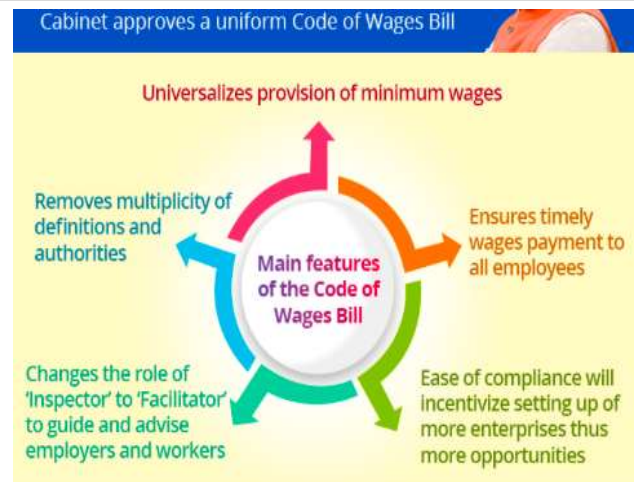 Cabinet approves a uniform Code of Wages Bill
Universalizes provision of minimum wages
Removes multiplicity of
definitions and
authorities
Ensures timely
wages payment to
all employees
Main features
of the Code of
Wages Bill
Changes the role of
'Inspector' to 'Facilitator'
to guide and advise
employers and workers
Ease of compliance will
incentivize setting up of
more enterprises thus
more opportunities